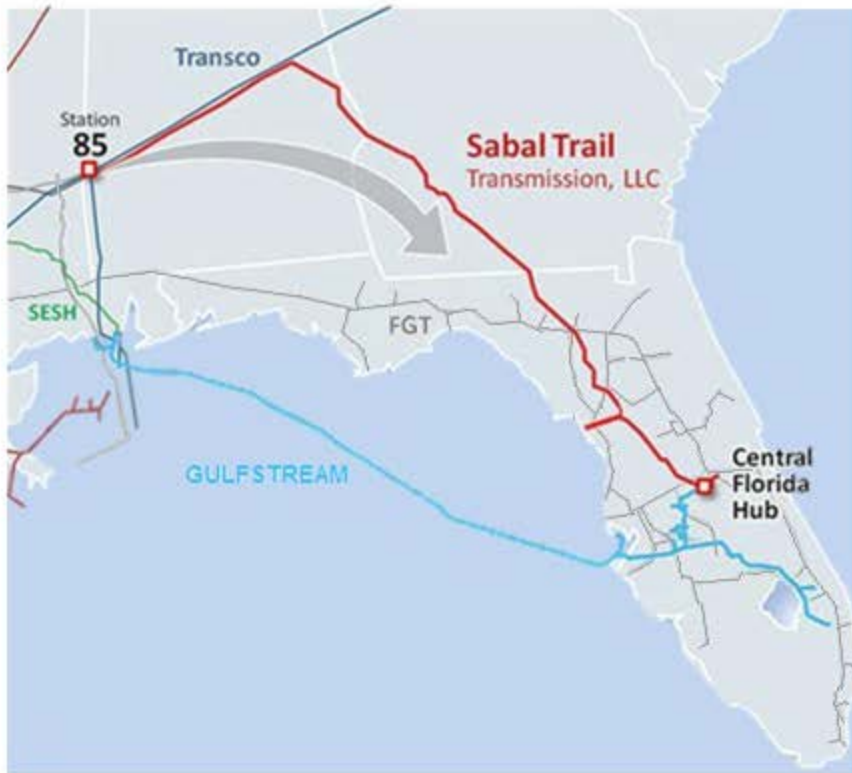 Transco
Station
85
Sabal Trail
Transmission, LLC
SESH
FGT
GULFSTREAM
Central
Florida
Hub